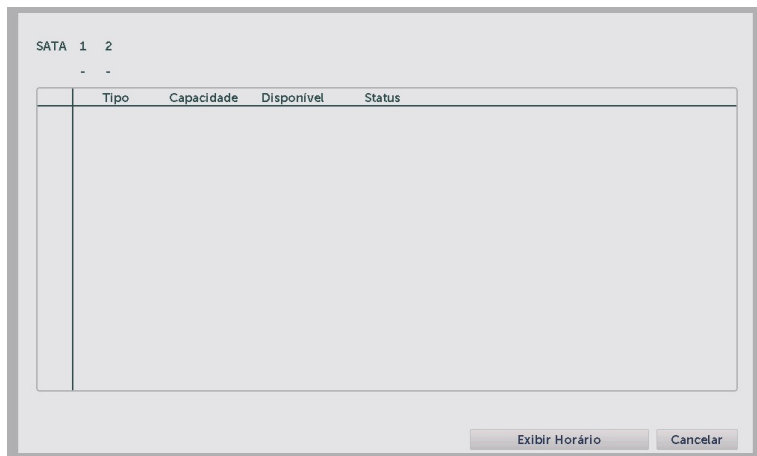 SATA 1 2
- -
Tipo Capacidade Disponível Status
Exibir Horário Cancelar